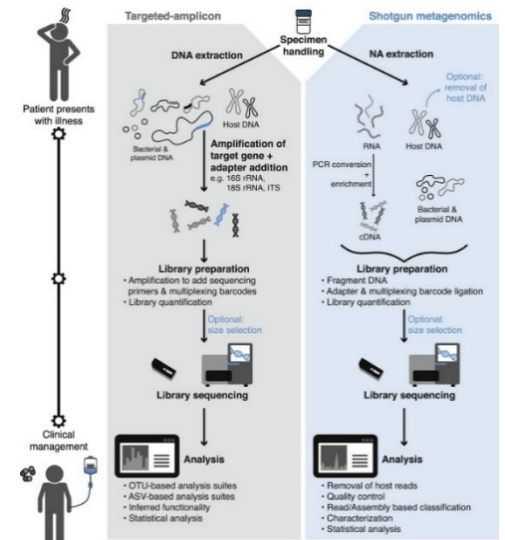 Targeted-amplicon
Shotgun metagenomics
Specimen
handling
DNA extraction
NA extraction
Patient presents
with illness
Bacterial &
plasmid DNA
Host DNA
Amplification of
target gene +
adapter addition
e.g. 16S rRNA,
18S rRNA, ITS
Optional:
removal of
host DNA
RNA
Host DNA
PCR conversion
+
enrichment
cDNA
Bacterial &
plasmid DNA
Library preparation
• Amplification to add sequencing
primers & multiplexing barcodes
• Library quantification
Optional:
size selection
Library sequencing
Library preparation
• Fragment DNA
• Adapter & multiplexing barcode ligation
• Library quantification
Optional:
size selection
Library sequencing
Clinical
management
Analysis
• OTU-based analysis suites
• ASV-based analysis suites
• Inferred functionality
• Statistical analysis
Analysis
• Removal of host reads
• Quality control
• Read/Assembly based classification
• Characterization
• Statistical analysis